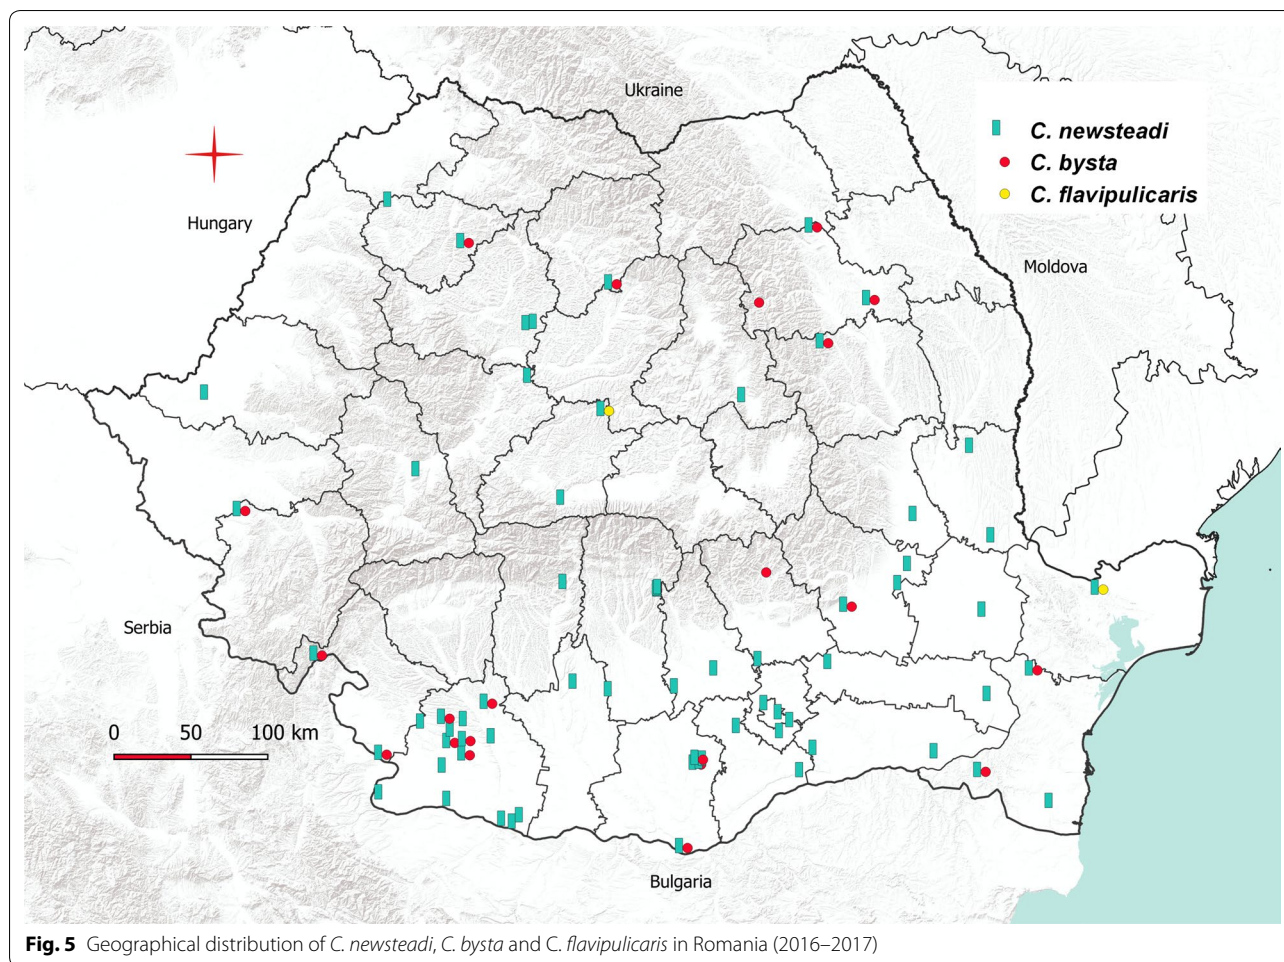 Ukraine
C. newsteadi
C. bysta
C. flavipulicaris
Hungary
Moldova
Serbia
0 50 100 km
Bulgaria
Fig. 5 Geographical distribution of C. newsteadi, C. bysta and C. flavipulicaris in Romania (2016–2017)